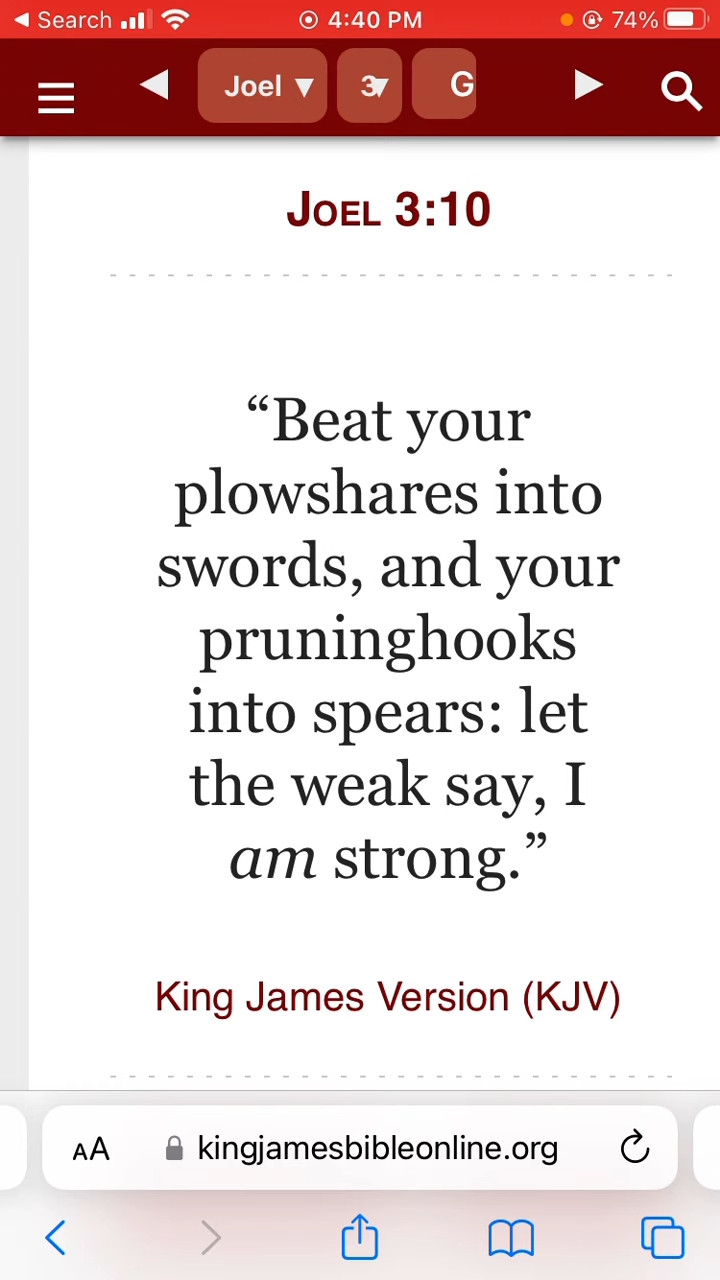 Search 4:40 PM 74%
Joel 3 G
JOEL 3:10
“Beat your
plowshares into
swords, and your
pruninghooks
into spears: let
the weak say, I
am strong.”
King James Version (KJV)
AA kingjamesbibleonline.org